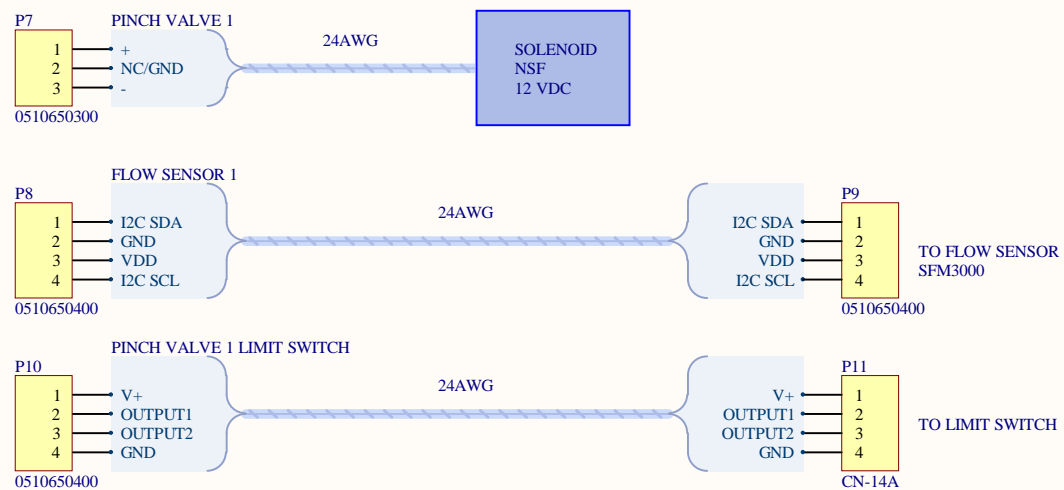 P7
PINCH VALVE 1
24AWG
1
+
2
NC/GND
3
-
0510650300
SOLENOID
NSF
12 VDC
P8
FLOW SENSOR 1
24AWG
1
I2C SDA
2
GND
3
VDD
4
I2C SCL
0510650400
P9
I2C SDA
1
GND
2
VDD
3
I2C SCL
4
0510650400
TO FLOW SENSOR
SFM3000
P10
PINCH VALVE 1 LIMIT SWITCH
24AWG
1
V+
2
OUTPUT1
3
OUTPUT2
4
GND
0510650400
P11
V+
1
OUTPUT1
2
OUTPUT2
3
GND
4
CN-14A
TO LIMIT SWITCH